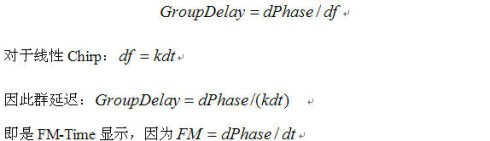 GroupDelay = dPhase / df
对于线性 Chirp：df = kdt
因此群延迟：GroupDelay = dPhase/(kdt)
即是 FM-Time 显示，因为 FM = dPhase / dt